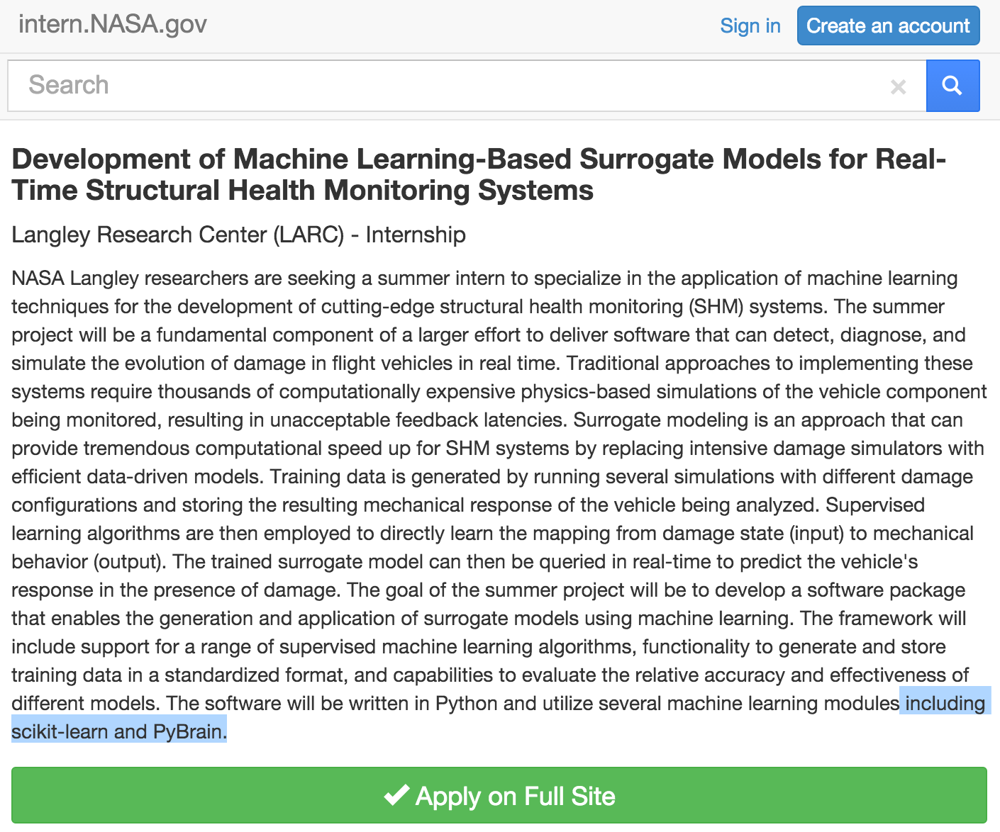 intern.NASA.gov
Sign in
Create an account
Search
Development of Machine Learning-Based Surrogate Models for Real-
Time Structural Health Monitoring Systems
Langley Research Center (LARC) - Internship
NASA Langley researchers are seeking a summer intern to specialize in the application of machine learning
techniques for the development of cutting-edge structural health monitoring (SHM) systems. The summer
project will be a fundamental component of a larger effort to deliver software that can detect, diagnose, and
simulate the evolution of damage in flight vehicles in real time. Traditional approaches to implementing these
systems require thousands of computationally expensive physics-based simulations of the vehicle component
being monitored, resulting in unacceptable feedback latencies. Surrogate modeling is an approach that can
provide tremendous computational speed up for SHM systems by replacing intensive damage simulators with
efficient data-driven models. Training data is generated by running several simulations with different damage
configurations and storing the resulting mechanical response of the vehicle being analyzed. Supervised
learning algorithms are then employed to directly learn the mapping from damage state (input) to mechanical
behavior (output). The trained surrogate model can then be queried in real-time to predict the vehicle's
response in the presence of damage. The goal of the summer project will be to develop a software package
that enables the generation and application of surrogate models using machine learning. The framework will
include support for a range of supervised machine learning algorithms, functionality to generate and store
training data in a standardized format, and capabilities to evaluate the relative accuracy and effectiveness of
different models. The software will be written in Python and utilize several machine learning modules including
scikit-learn and PyBrain.
Apply on Full Site